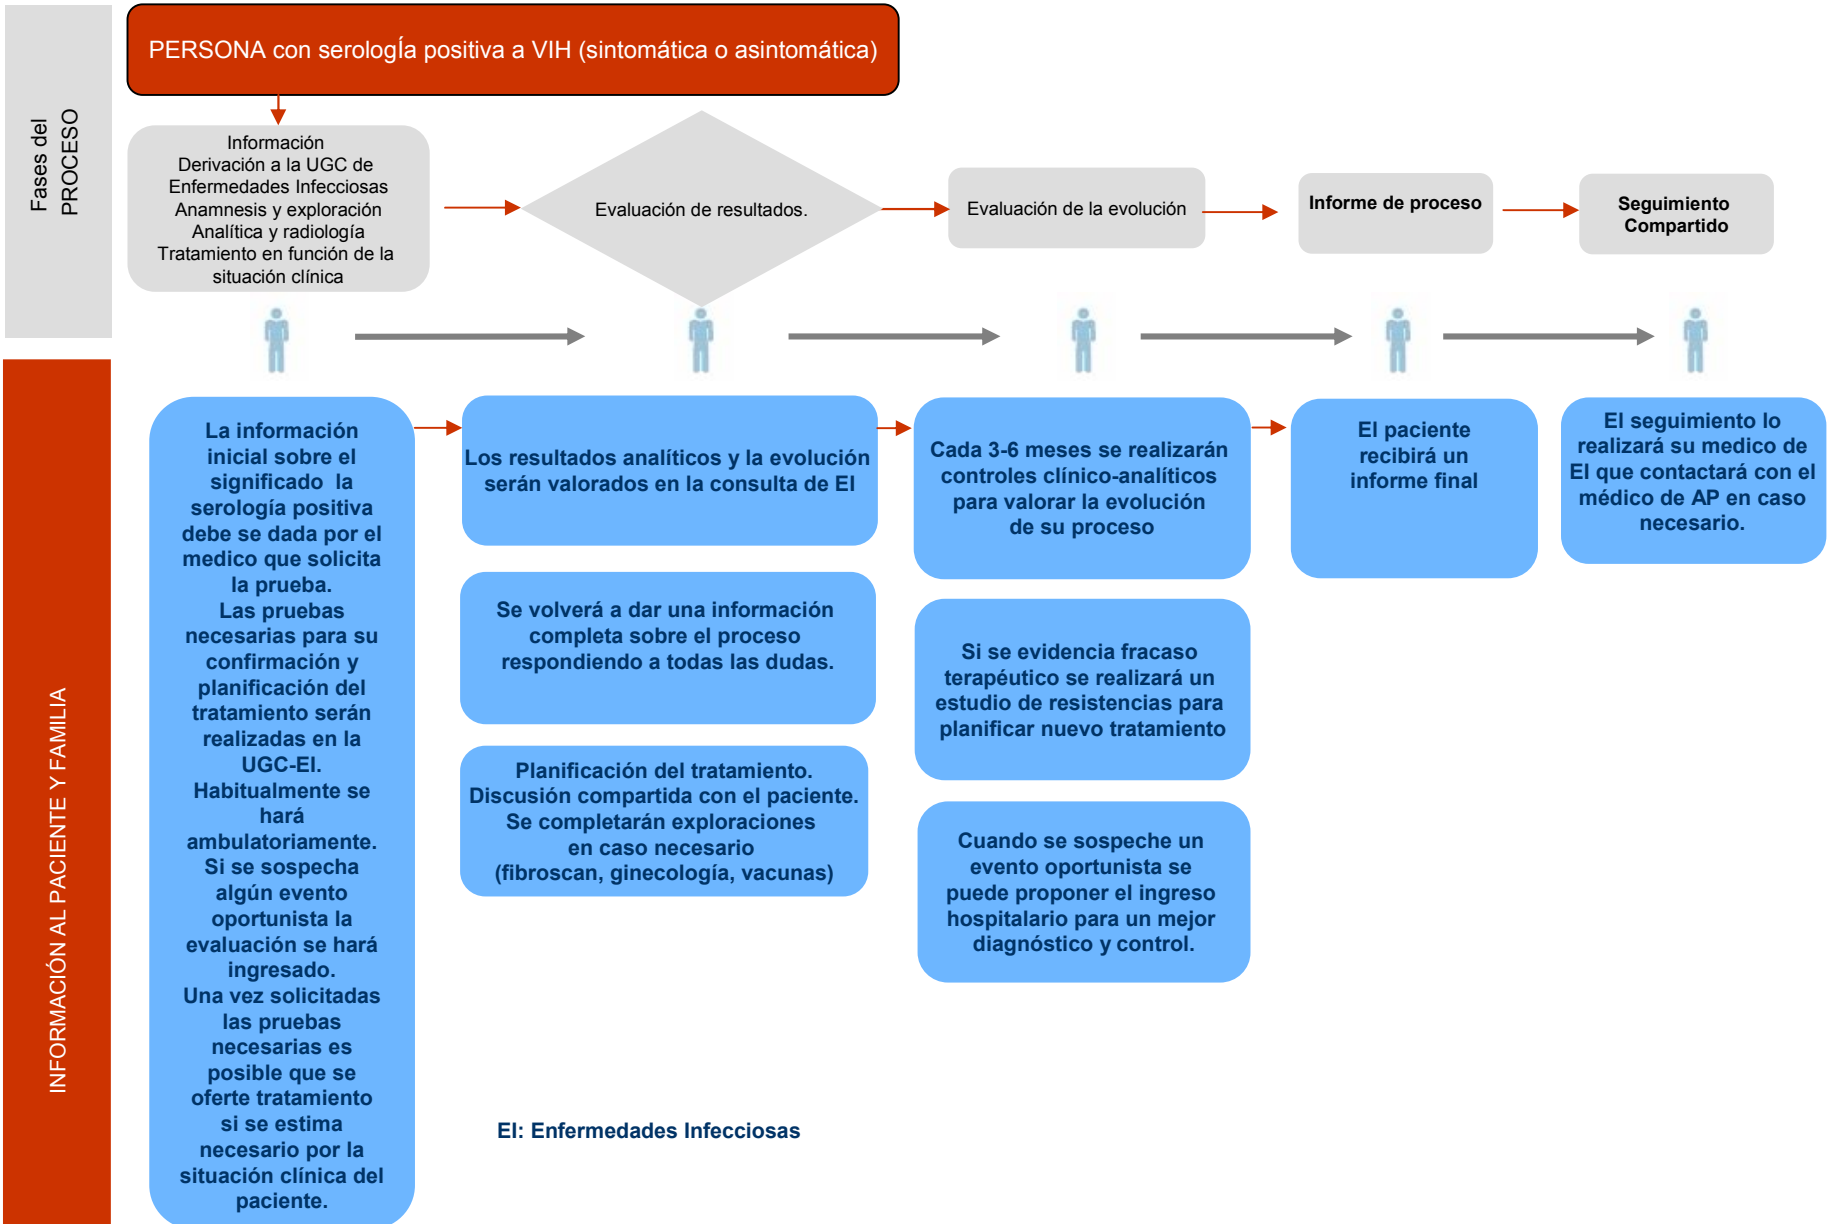 Fases del
PROCESO
PERSONA con serología positiva a VIH (sintomática o asintomática)
Información
Derivación a la UGC de
Enfermedades Infecciosas
Anamnesis y exploración
Analítica y radiología
Tratamiento en función de la
situación clínica
Evaluación de resultados.
Evaluación de la evolución
Informe de proceso
Seguimiento
Compartido
INFORMACIÓN AL PACIENTE Y FAMILIA
La información
inicial sobre el
significado la
serología positiva
debe se dada por el
medico que solicita
la prueba.
Las pruebas
necesarias para su
confirmación y
planificación del
tratamiento serán
realizadas en la
UGC-EI.
Habitualmente se
hará
ambulatoriamente.
Si se sospecha
algún evento
oportunista la
evaluación se hará
ingresado.
Una vez solicitadas
las pruebas
necesarias es
posible que se
oferte tratamiento
si se estima
necesario por la
situación clínica del
paciente.
Los resultados analíticos y la evolución
serán valorados en la consulta de EI
Se volverá a dar una información
completa sobre el proceso
respondiendo a todas las dudas.
Planificación del tratamiento.
Discusión compartida con el paciente.
Se completarán exploraciones
en caso necesario
(fibroscan, ginecología, vacunas)
Cada 3-6 meses se realizarán
controles clínico-analíticos
para valorar la evolución
de su proceso
Si se evidencia fracaso
terapéutico se realizará un
estudio de resistencias para
planificar nuevo tratamiento
Cuando se sospeche un
evento oportunista se
puede proponer el ingreso
hospitalario para un mejor
diagnóstico y control.
El paciente
recibirá un
informe final
El seguimiento lo
realizará su medico de
EI que contactará con el
médico de AP en caso
necesario.
EI: Enfermedades Infecciosas